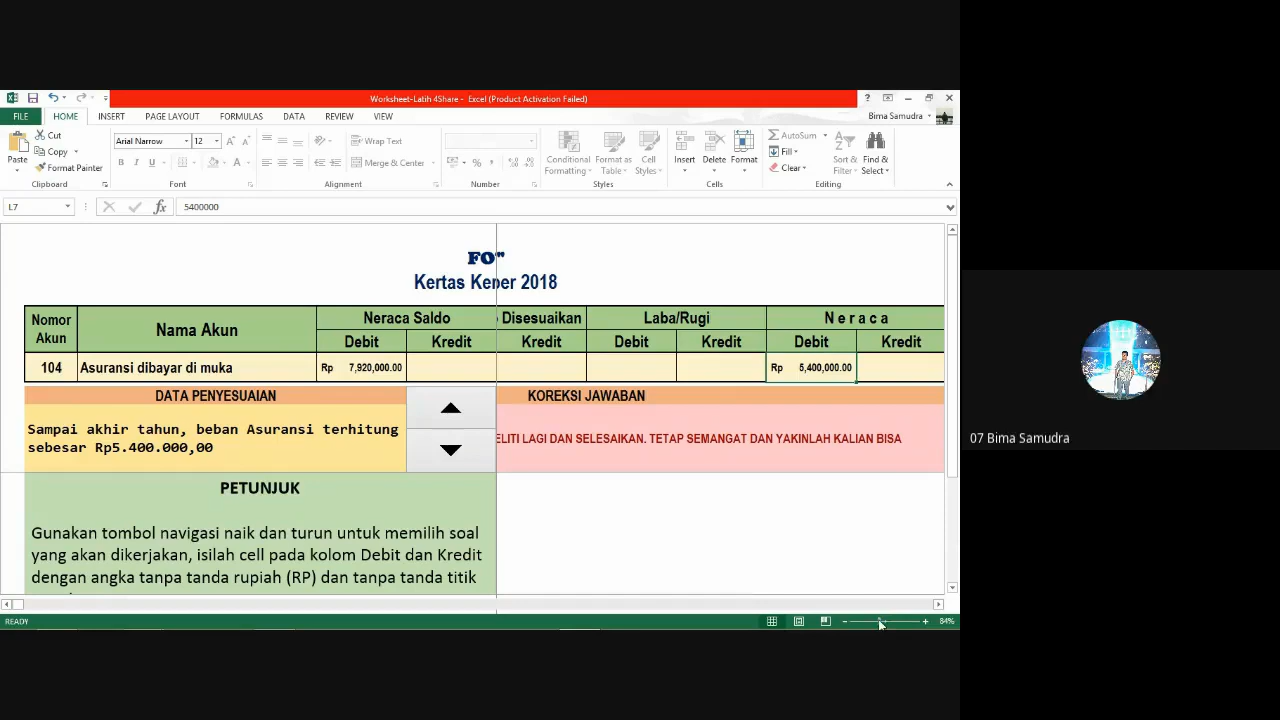 Worksheet-Latih 4Share - Excel (Product Activation Failed)
FILE HOME INSERT PAGE LAYOUT FORMULAS DATA REVIEW VIEW Bima Samudra
Paste
Cut
Copy
Format Painter
Clipboard
Arial Narrow 12
B I U
Font
Wrap Text
Merge & Center
Alignment
Number
Conditional Formatting
Format as Table
Cell Styles
Styles
Insert Delete Format
Cells
AutoSum
Fill
Clear
Sort & Filter
Find & Select
Editing
L7 fx 5400000
FO"
Kertas Ke
er 2018
Nomor Akun Nama Akun Neraca Saldo Disesuaikan Laba/Rugi N e r a c a
Debit Kredit Kredit Debit Kredit Debit Kredit
104 Asuransi dibayar di muka Rp 7,920,000.00 Rp 5,400,000.00
DATA PENYESUAIAN
KOREKSI JAWABAN
Sampai akhir tahun, beban Asuransi terhitung
sebesar Rp5.400.000,00
ELITI LAGI DAN SELESAIKAN. TETAP SEMANGAT DAN YAKINLAH KALIAN BISA
PETUNJUK
Gunakan tombol navigasi naik dan turun untuk memilih soal
yang akan dikerjakan, isilah cell pada kolom Debit dan Kredit
dengan angka tanpa tanda rupiah (RP) dan tanpa tanda titik
READY 84%
07 Bima Samudra